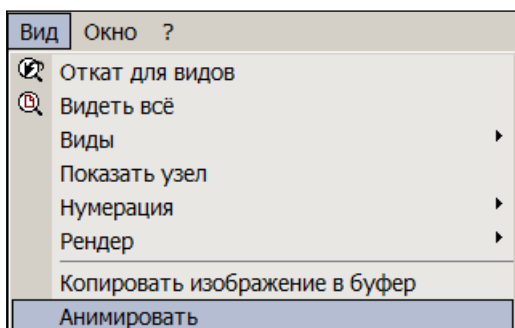 Вид Окно ?
Откат для видов
Видеть всё
Виды
Показать узел
Нумерация
Рендер
Копировать изображение в буфер
Анимировать